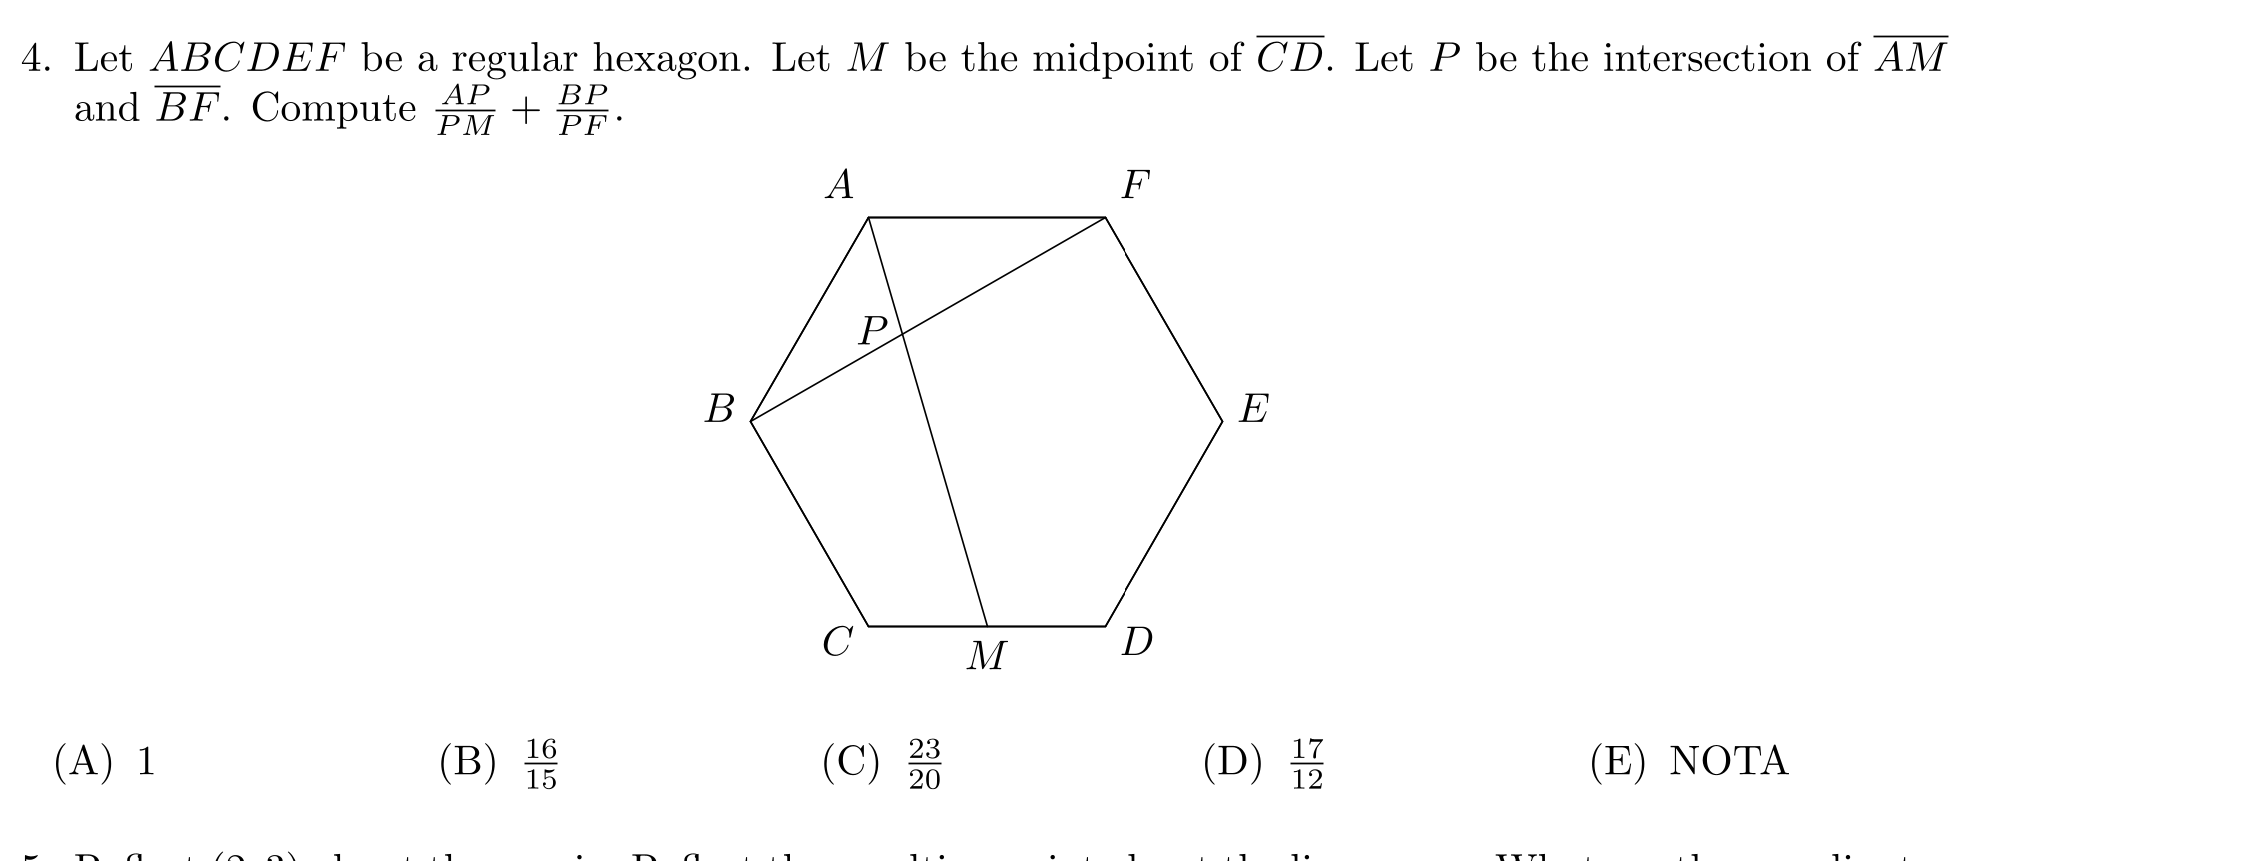 4. Let ABCDEF be a regular hexagon. Let M be the midpoint of \overline{CD}. Let P be the intersection of \overline{AM}
and \overline{BF}. Compute \frac{AP}{PM} + \frac{BP}{PF}.
A F
P
B E
C M D
(A) 1 (B) \frac{16}{15} (C) \frac{23}{20} (D) \frac{17}{12} (E) NOTA